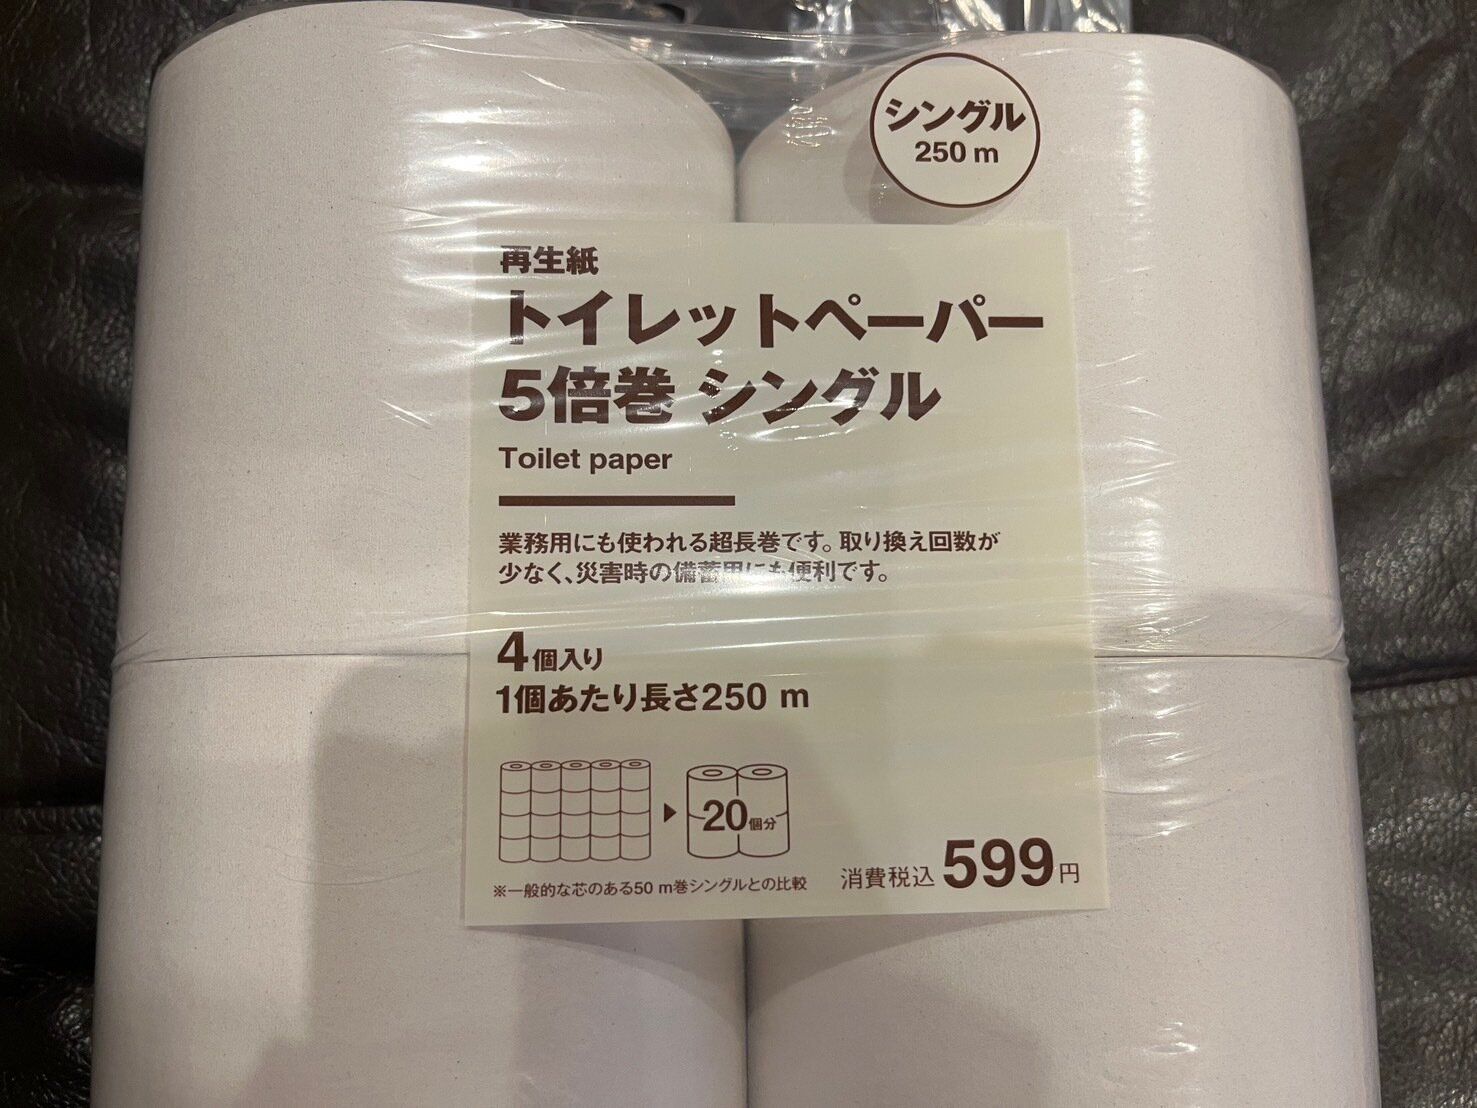 シングル
250 m
再生紙
トイレットペーパー
5倍巻 シングル
Toilet paper
業務用にも使われる超長巻です。取り換え回数が
少なく、災害時の備蓄用にも便利です。
4個入り
1個あたり長さ250 m
20個分
※一般的な芯のある50 m巻シングルとの比較
消費税込599円